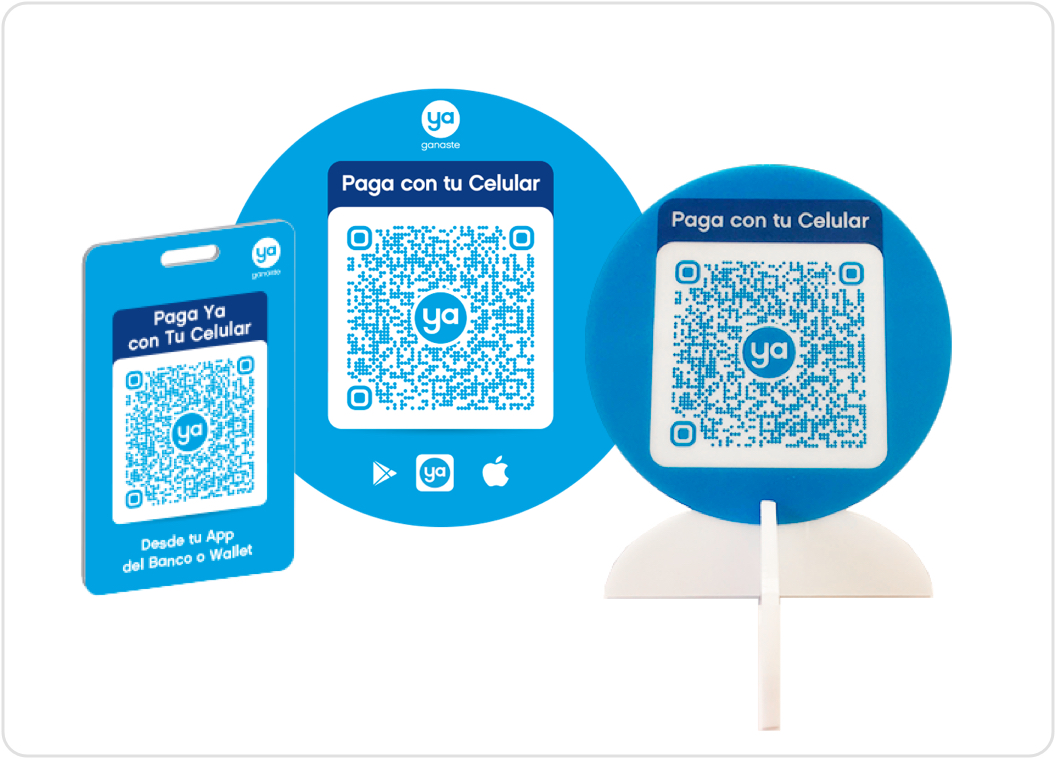 ya
ganaste
Paga Ya
con Tu Celular
ya
Desde tu App
del Banco o Wallet
ya
ganaste
Paga con tu Celular
ya
ya
Paga con tu Celular
ya